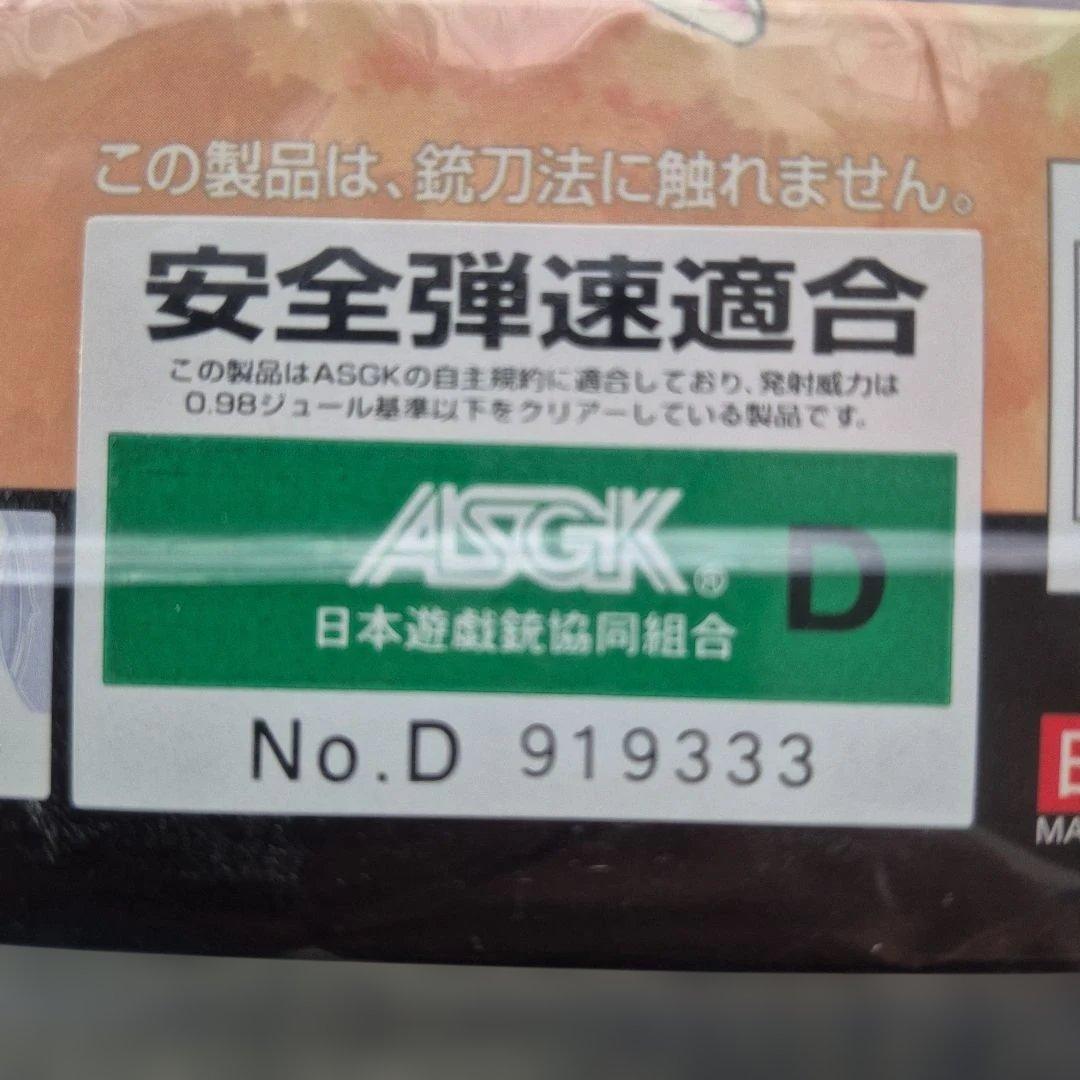 この製品は、銃刀法に触れません。
安全弾速適合
この製品はASGKの自主規約に適合しており、発射威力は
0.98ジュール基準以下をクリアーしている製品です。
ASGK
D
日本遊戯銃協同組合
No.D 919333
MA